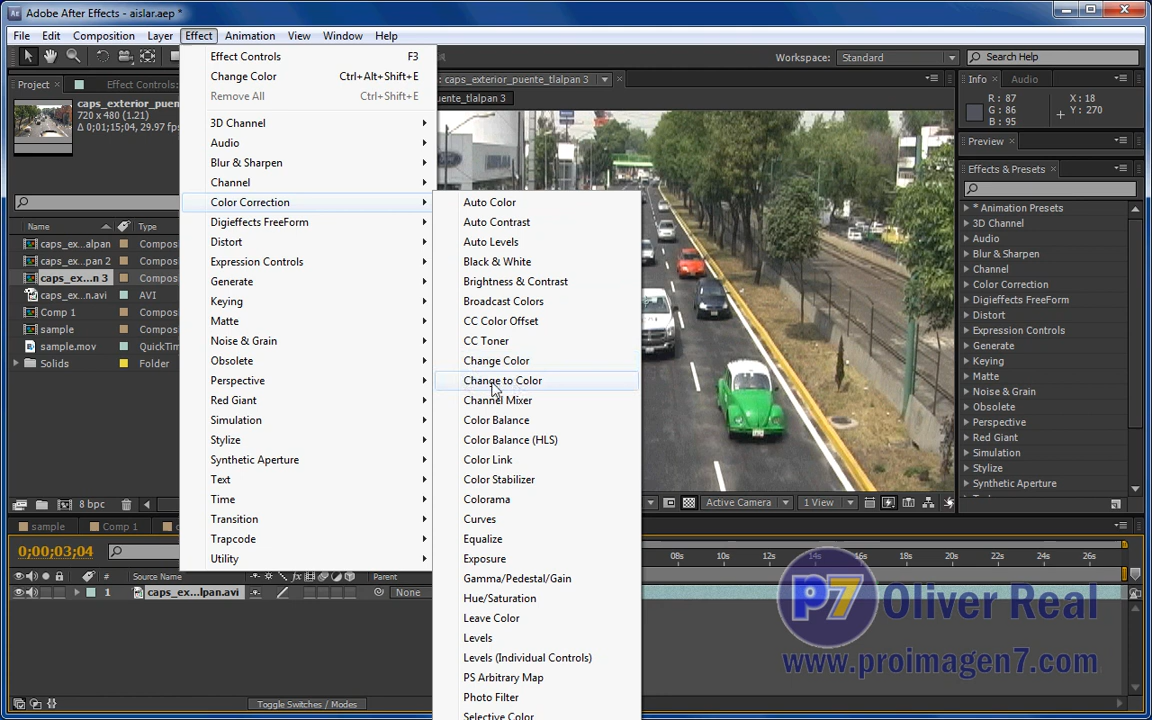 Adobe After Effects - aislar.aep *
File Edit Composition Layer Effect Animation View Window Help
Workspace: Standard Search Help
Project Effect Controls: : caps_exterior_puente_tlalpan 3 Info Audio
caps_exterior_puen
720 x 480 (1.21)
Δ 0;01;15;04, 29.97 fps
uente_tlalpan 3
R : 87 X : 18
G : 86 Y : 270
B : 95
Preview
Effects & Presets
Name Type
caps_ex...alpan Compos
caps_ex...pan 2 Compos
caps_ex...n 3 Compos
caps_ex...n.avi AVI
Comp 1 Compos
sample Compos
sample.mov QuickTim
Solids Folder
8 bpc
Effect Controls F3
Change Color Ctrl+Alt+Shift+E
Remove All Ctrl+Shift+E
3D Channel
Audio
Blur & Sharpen
Channel
Color Correction
Digieffects FreeForm
Distort
Expression Controls
Generate
Keying
Matte
Noise & Grain
Obsolete
Perspective
Red Giant
Simulation
Stylize
Synthetic Aperture
Text
Time
Transition
Trapcode
Utility
Auto Color
Auto Contrast
Auto Levels
Black & White
Brightness & Contrast
Broadcast Colors
CC Color Offset
CC Toner
Change Color
Change to Color
Channel Mixer
Color Balance
Color Balance (HLS)
Color Link
Color Stabilizer
Colorama
Curves
Equalize
Exposure
Gamma/Pedestal/Gain
Hue/Saturation
Leave Color
Levels
Levels (Individual Controls)
PS Arbitrary Map
Photo Filter
Selective Color
* Animation Presets
3D Channel
Audio
Blur & Sharpen
Channel
Color Correction
Digieffects FreeForm
Distort
Expression Controls
Generate
Keying
Matte
Noise & Grain
Obsolete
Perspective
Red Giant
Simulation
Stylize
Synthetic Aperture
Active Camera 1 View
sample Comp 1
0;00;03;04
08s 10s 12s 14s 16s 18s 20s 22s 24s 26s
# Source Name Parent
1 caps_ex...lpan.avi None
Toggle Switches / Modes
P7 Oliver Real
www.proimagen7.com